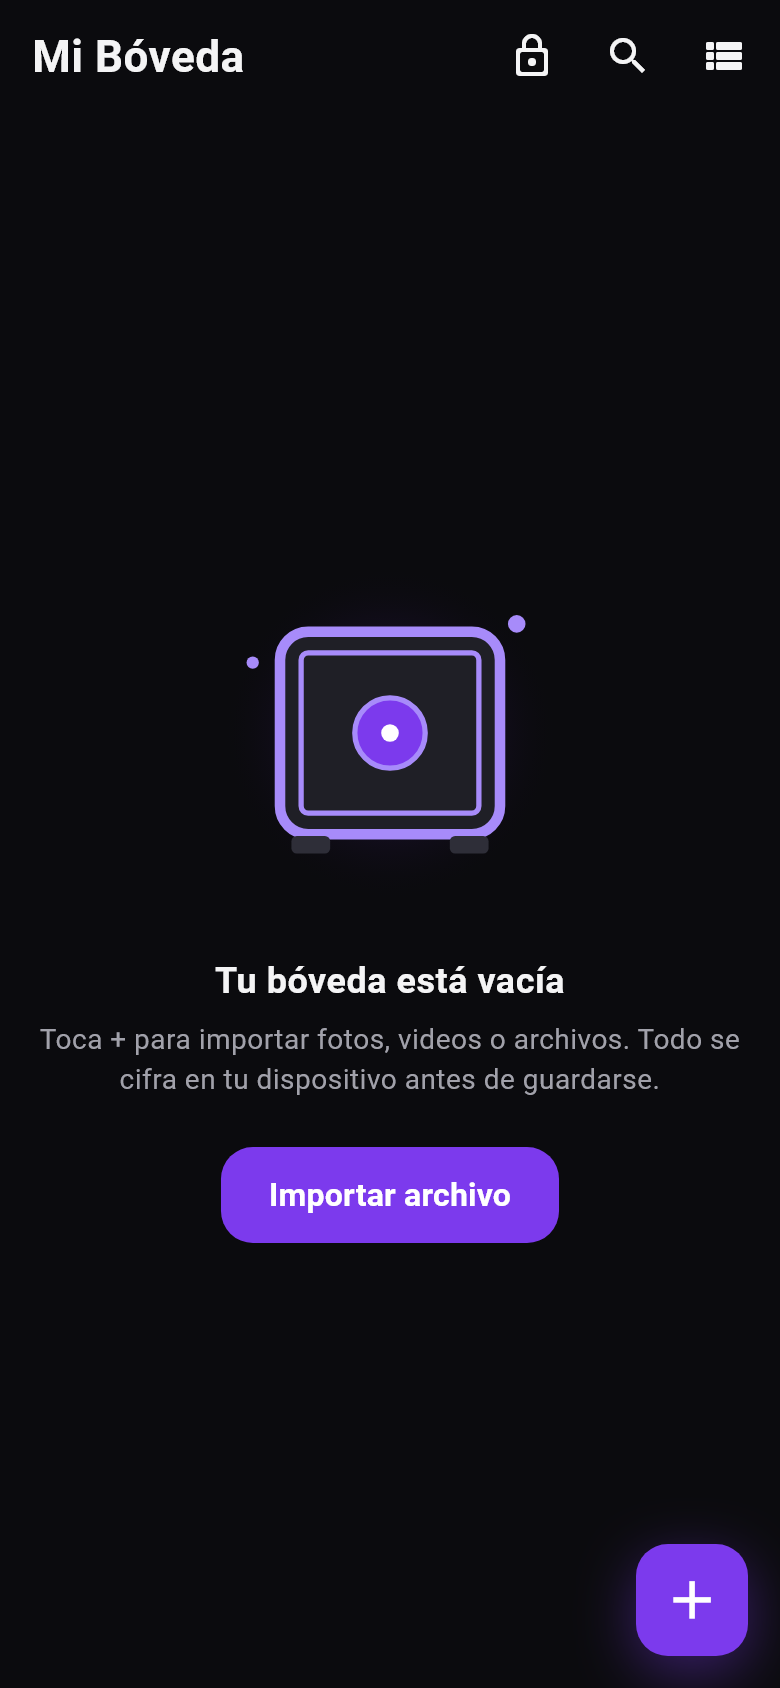 Mi Bóveda
Tu bóveda está vacía
Toca + para importar fotos, videos o archivos. Todo se
cifra en tu dispositivo antes de guardarse.
Importar archivo